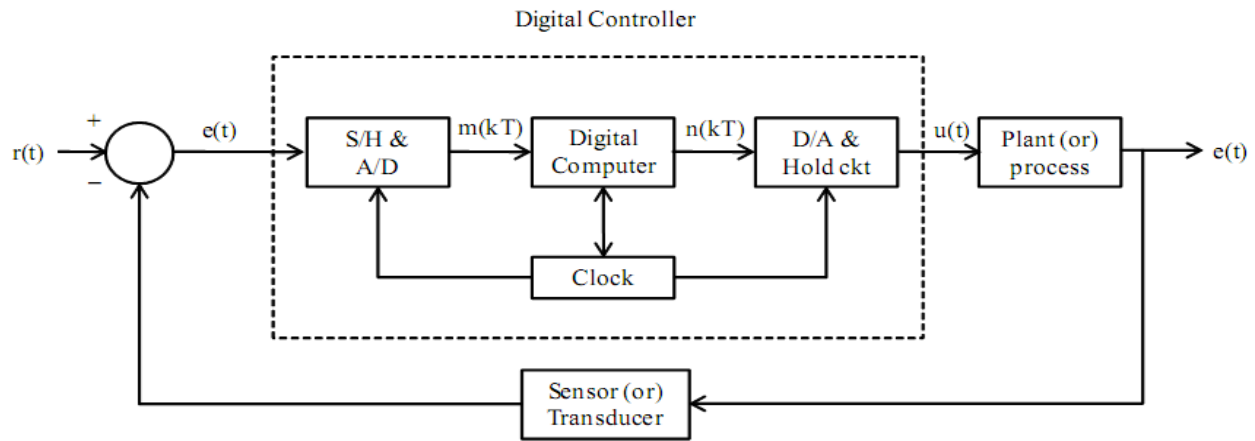 Digital Controller
+
r(t)
−
e(t)
S/H &
A/D
m(kT)
Digital
Computer
n(kT)
D/A &
Hold ckt
u(t)
Plant (or)
process
e(t)
Clock
Sensor (or)
Transducer